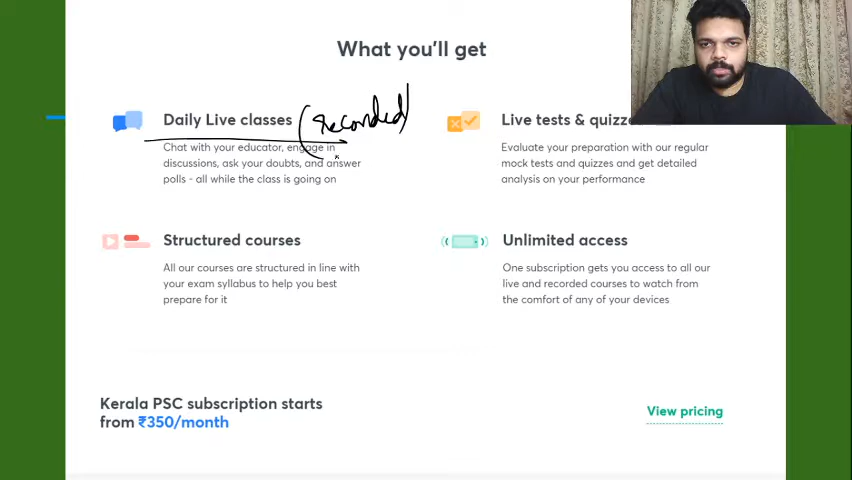 What you'll get
Daily Live classes (recorded)
Chat with your educator, engage in
discussions, ask your doubts, and answer
polls - all while the class is going on
Live tests & quizze
Evaluate your preparation with our regular
mock tests and quizzes and get detailed
analysis on your performance
Structured courses
All our courses are structured in line with
your exam syllabus to help you best
prepare for it
Unlimited access
One subscription gets you access to all our
live and recorded courses to watch from
the comfort of any of your devices
Kerala PSC subscription starts
from ₹350/month
View pricing